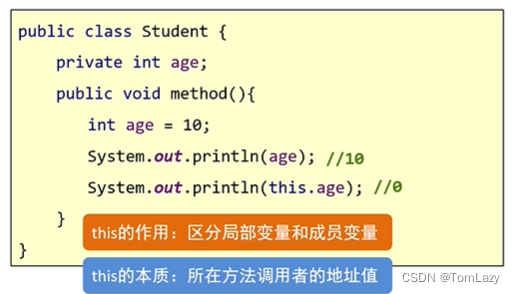 public class Student {
private int age;
public void method(){
int age = 10;
System.out.println(age); //10
System.out.println(this.age); //0
}
this的作用：区分局部变量和成员变量
}
this的本质：所在方法调用者的地址值
CSDN @TomLazy